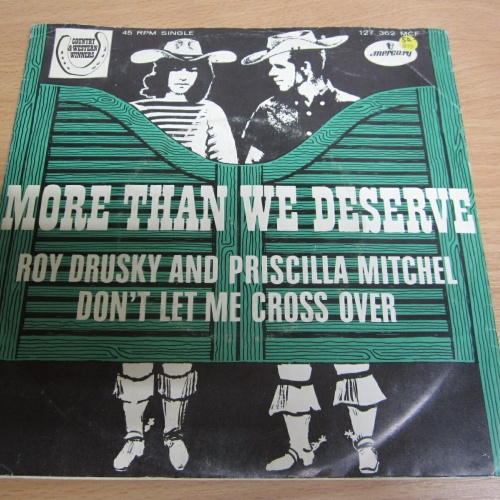 COUNTRY
& WESTERN
WINNERS
45 RPM SINGLE
127 362 MCF
mercury
MORE THAN WE DESERVE
ROY DRUSKY AND PRISCILLA MITCHEL
DON'T LET ME CROSS OVER